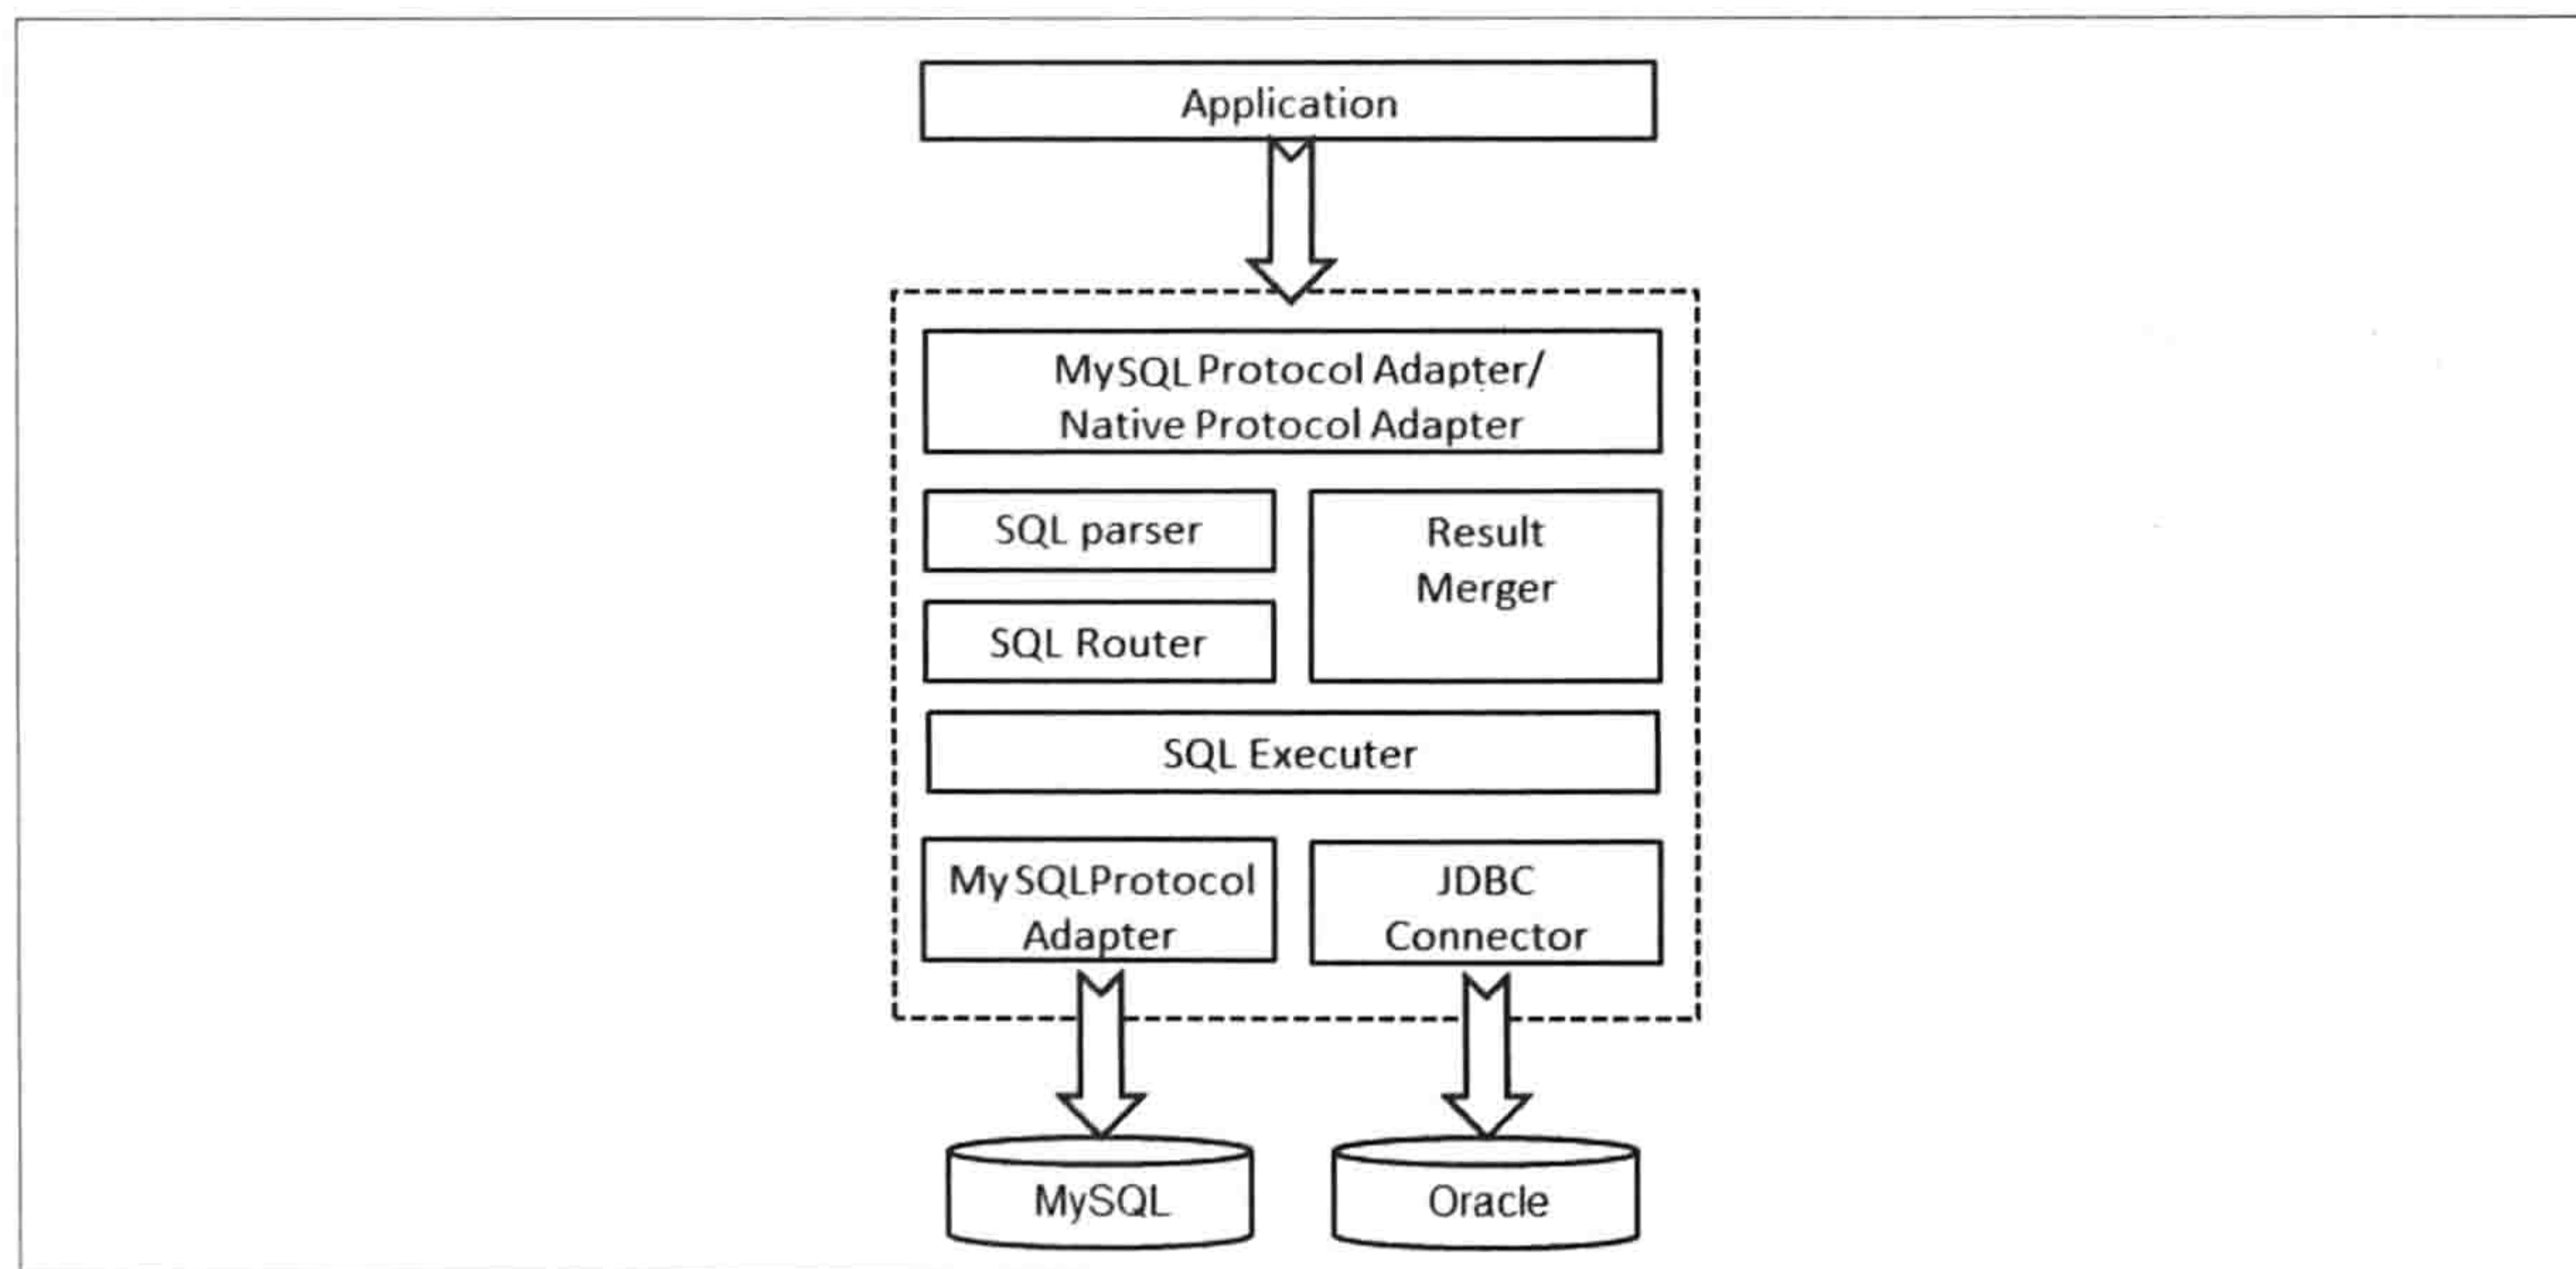 Application
MySQL Protocol Adapter/
Native Protocol Adapter
SQL parser
Result
Merger
SQL Router
SQL Executer
MySQLProtocol
Adapter
JDBC
Connector
MySQL
Oracle